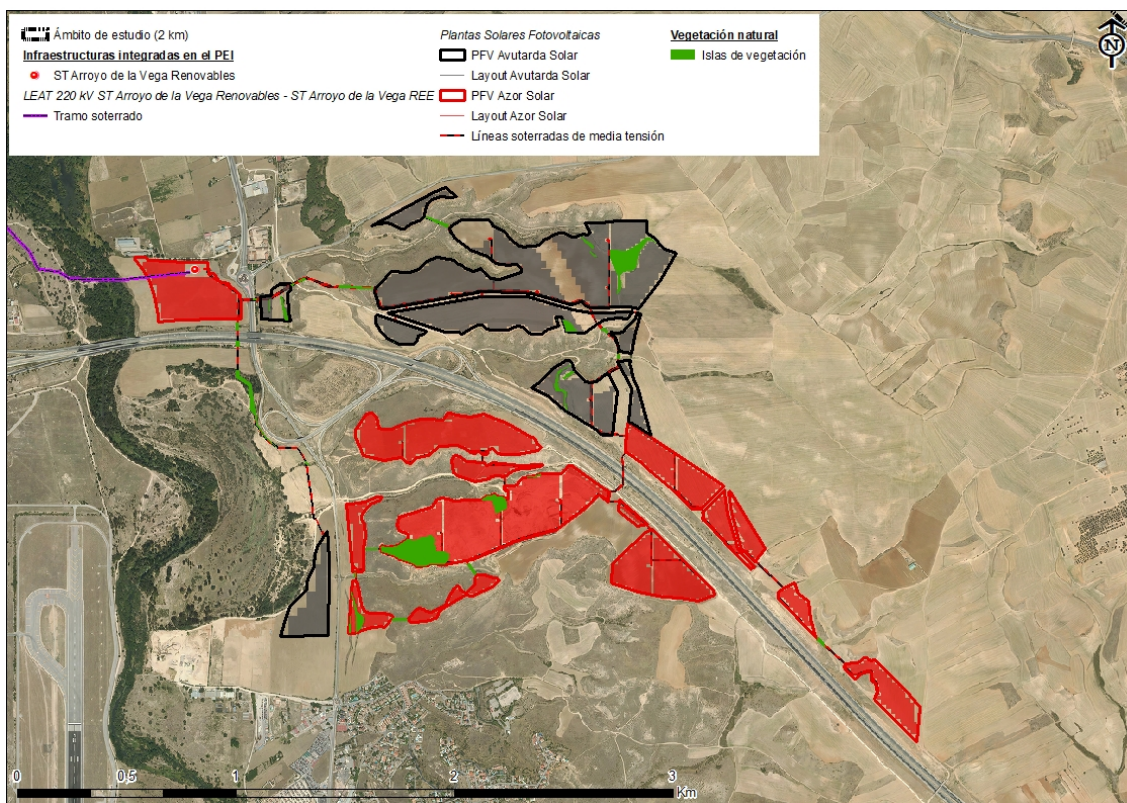 Ámbito de estudio (2 km)
Infraestructuras integradas en el PEI
ST Arroyo de la Vega Renovables
LEAT 220 kV ST Arroyo de la Vega Renovables - ST Arroyo de la Vega REE
Tramo soterrado
Plantas Solares Fotovoltaicas
PFV Avutarda Solar
Layout Avutarda Solar
PFV Azor Solar
Layout Azor Solar
Líneas soterradas de media tensión
Vegetación natural
Islas de vegetación
N
0 0,5 1 2 3
Km